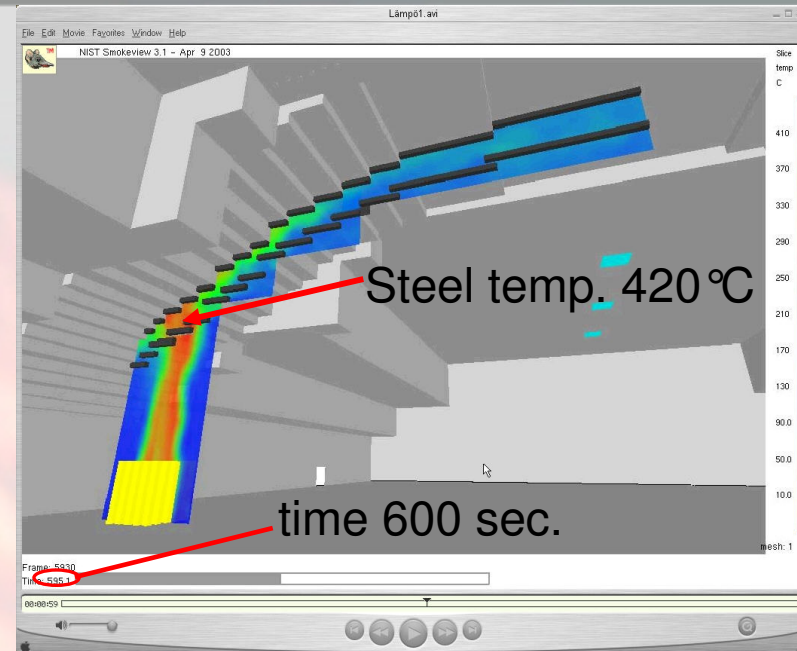 Lämpö1.avi
File Edit Movie Favorites Window Help
NIST Smokeview 3.1 - Apr 9 2003
Slice
temp
C
410
370
330
290
250
210
170
130
90.0
50.0
10.0
mesh: 1
Steel temp. 420°C
time 600 sec.
Frame: 5930
Time: 595.1
00:00:59